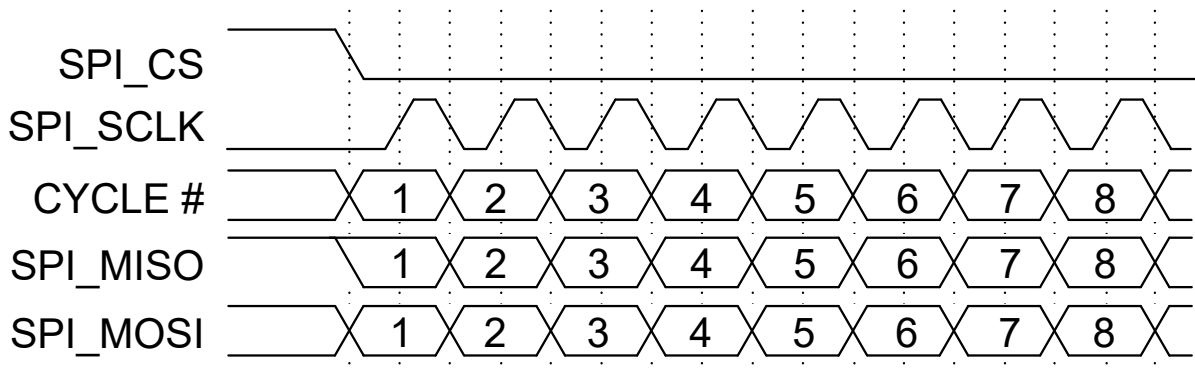 SPI_CS
SPI_SCLK
CYCLE # 1 2 3 4 5 6 7 8
SPI_MISO 1 2 3 4 5 6 7 8
SPI_MOSI 1 2 3 4 5 6 7 8